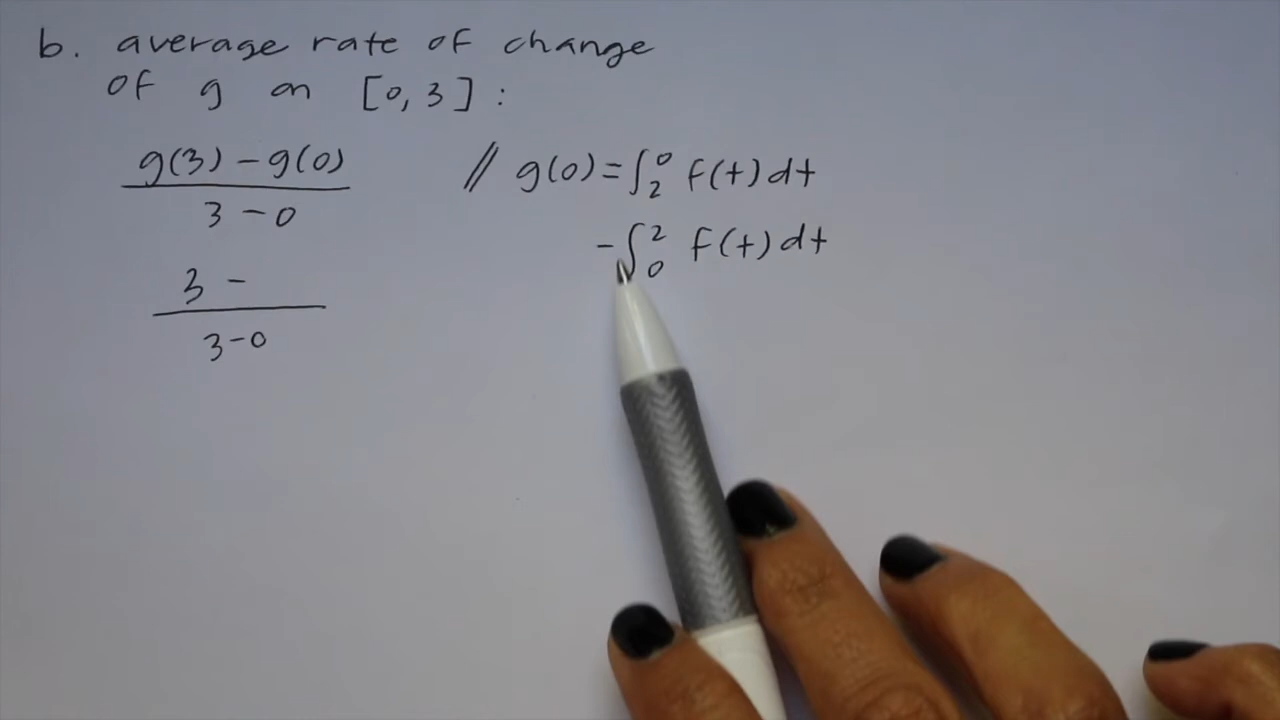 b. average rate of change
of g on [0, 3] :
g(3) - g(0)
3 - 0
// g(0) = ∫₂⁰ f(t) dt
-∫₀² f(t) dt
3 -
3 - 0